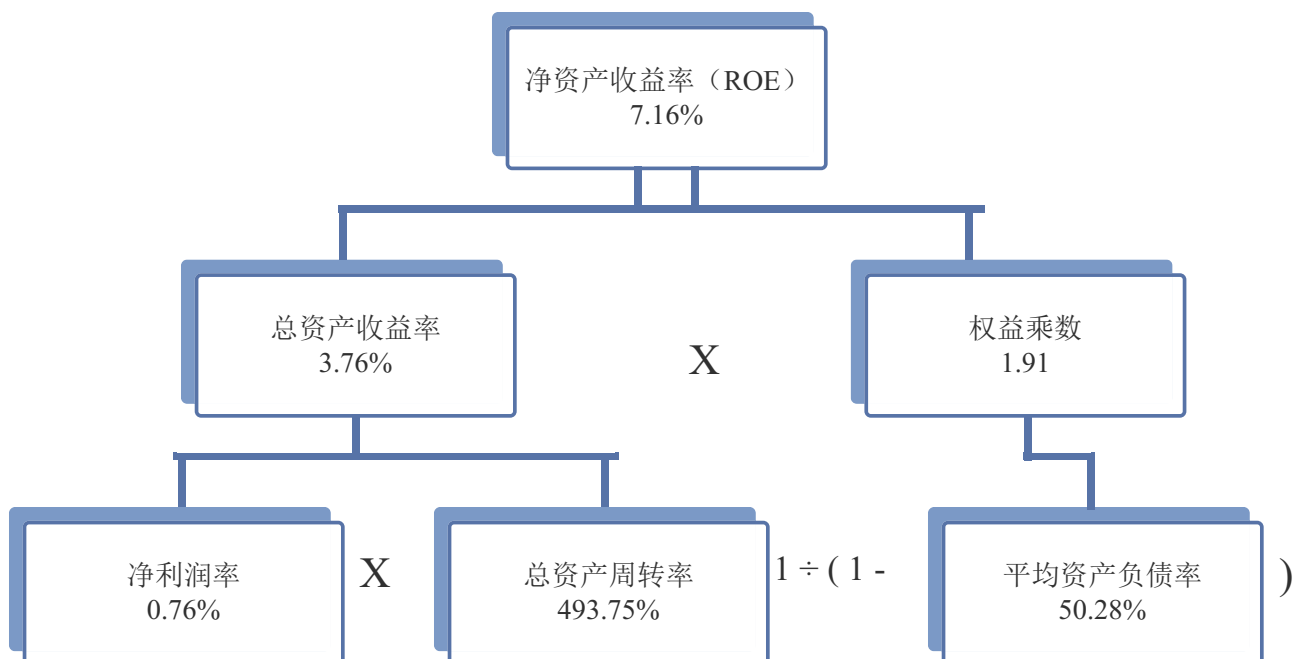 净资产收益率（ROE）
7.16%
总资产收益率
3.76%
X
权益乘数
1.91
净利润率
0.76%
X
总资产周转率
493.75%
1 ÷ ( 1 -
平均资产负债率
50.28%
)